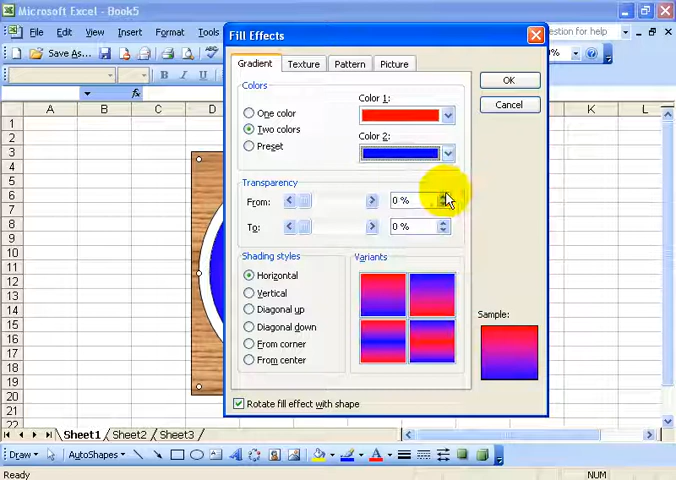 Microsoft Excel - Book5
File Edit View Insert Format Tools
stion for help
Save As...
%
B I
A B C D K L
Fill Effects
Gradient Texture Pattern Picture
OK
Cancel
Colors
One color
Two colors
Preset
Color 1:
Color 2:
Transparency
From: 0 %
To: 0 %
Shading styles
Horizontal
Vertical
Diagonal up
Diagonal down
From corner
From center
Variants
Sample:
Rotate fill effect with shape
1
2
3
4
5
6
7
8
9
10
11
12
13
14
15
16
17
18
19
20
21
Sheet1 Sheet2 Sheet3
Draw AutoShapes
Ready
NUM